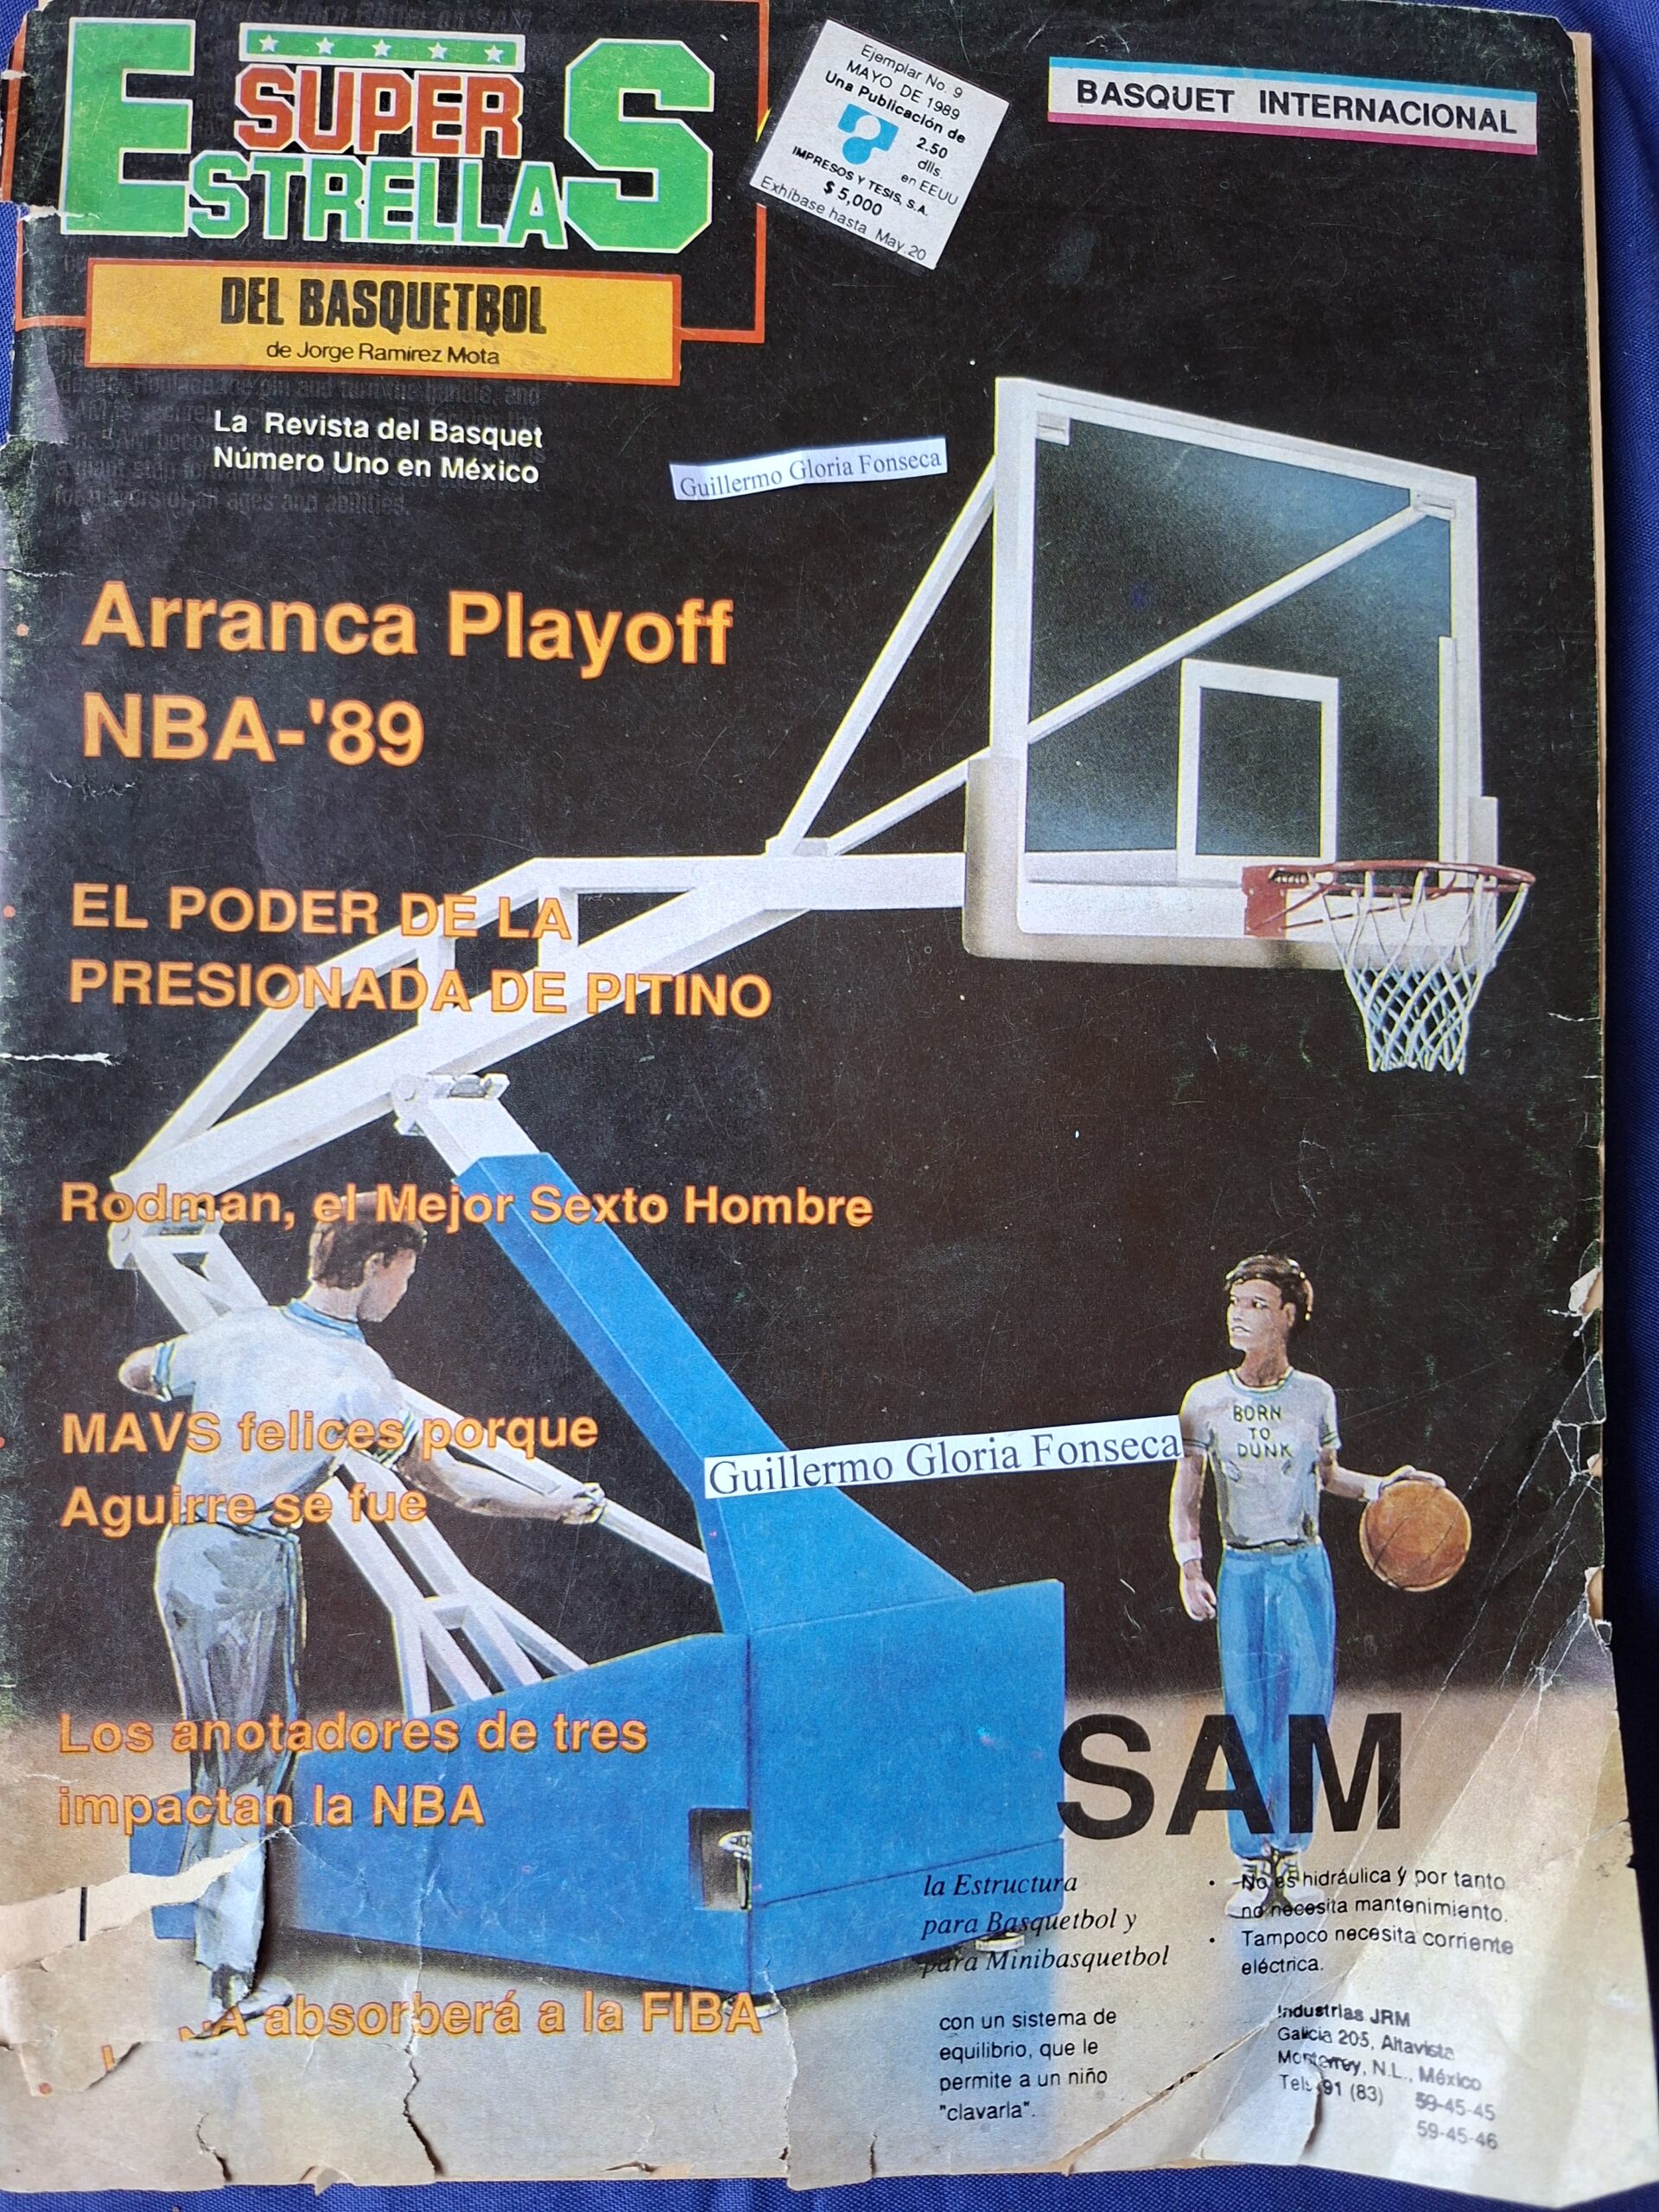 SUPER
ESTRELLAS
DEL BASQUETBOL
de Jorge Ramírez Mota
Ejemplar No. 9
MAYO DE 1989
Una Publicación de
2.50
dlls.
en EEUU
IMPRESOS Y TESIS, S.A.
$ 5,000
Exhíbase hasta May.20
BASQUET INTERNACIONAL
La Revista del Basquet
Número Uno en México
Guillermo Gloria Fonseca
Arranca Playoff
NBA-'89
EL PODER DE LA
PRESIONADA DE PITINO
Rodman, el Mejor Sexto Hombre
MAVS felices porque
Aguirre se fue
Guillermo Gloria Fonseca
BORN
TO
DUNK
Los anotadores de tres
impactan la NBA
absorberá a la FIBA
SAM
la Estructura
para Basquetbol y
para Minibasquetbol
con un sistema de
equilibrio, que le
permite a un niño
"clavarla".
• No es hidráulica y por tanto
no necesita mantenimiento.
• Tampoco necesita corriente
eléctrica.
Industrias JRM
Galicia 205, Altavista
Monterrey, N.L., México
Tels. 91 (83) 59-45-45
59-45-46